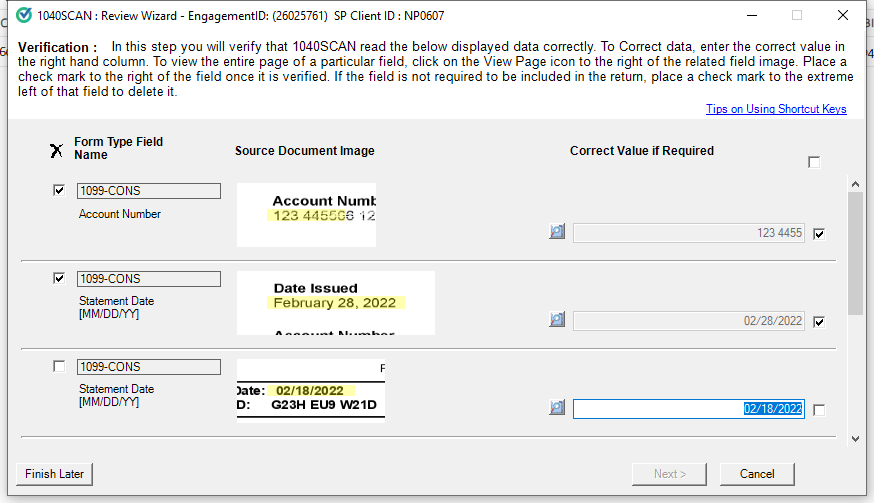 1040SCAN : Review Wizard - EngagementID: (26025761)  SP Client ID : NP0607
Verification :   In this step you will verify that 1040SCAN read the below displayed data correctly. To Correct data, enter the correct value in
the right hand column. To view the entire page of a particular field, click on the View Page icon to the right of the related field image. Place a
check mark to the right of the field once it is verified. If the field is not required to be included in the return, place a check mark to the extreme
left of that field to delete it.
Tips on Using Shortcut Keys
Form Type Field
Name
Source Document Image
Correct Value if Required
1099-CONS
Account Number
Account Numb
123 445506 12
123 4455
1099-CONS
Statement Date
[MM/DD/YY]
Date Issued
February 28, 2022
Account Number
02/28/2022
1099-CONS
Statement Date
[MM/DD/YY]
F
Date: 02/18/2022
D: G23H EU9 W21D
02/18/2022
Finish Later
Next >
Cancel